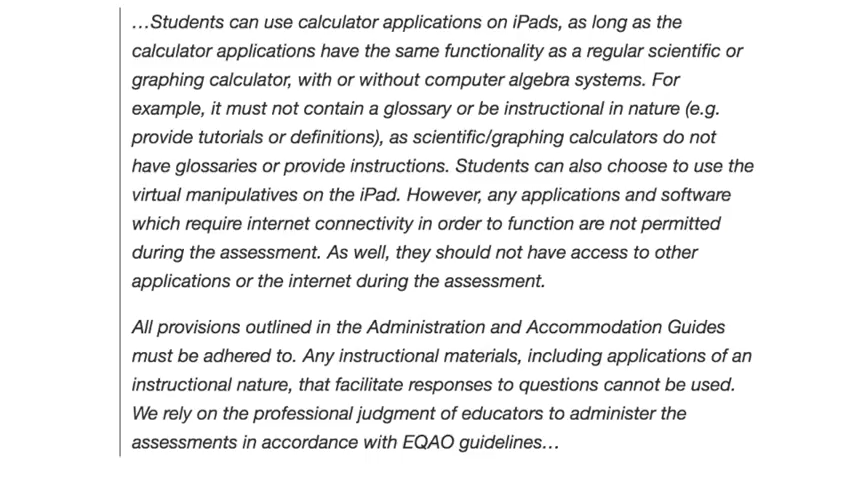 …Students can use calculator applications on iPads, as long as the
calculator applications have the same functionality as a regular scientific or
graphing calculator, with or without computer algebra systems. For
example, it must not contain a glossary or be instructional in nature (e.g.
provide tutorials or definitions), as scientific/graphing calculators do not
have glossaries or provide instructions. Students can also choose to use the
virtual manipulatives on the iPad. However, any applications and software
which require internet connectivity in order to function are not permitted
during the assessment. As well, they should not have access to other
applications or the internet during the assessment.
All provisions outlined in the Administration and Accommodation Guides
must be adhered to. Any instructional materials, including applications of an
instructional nature, that facilitate responses to questions cannot be used.
We rely on the professional judgment of educators to administer the
assessments in accordance with EQAO guidelines…